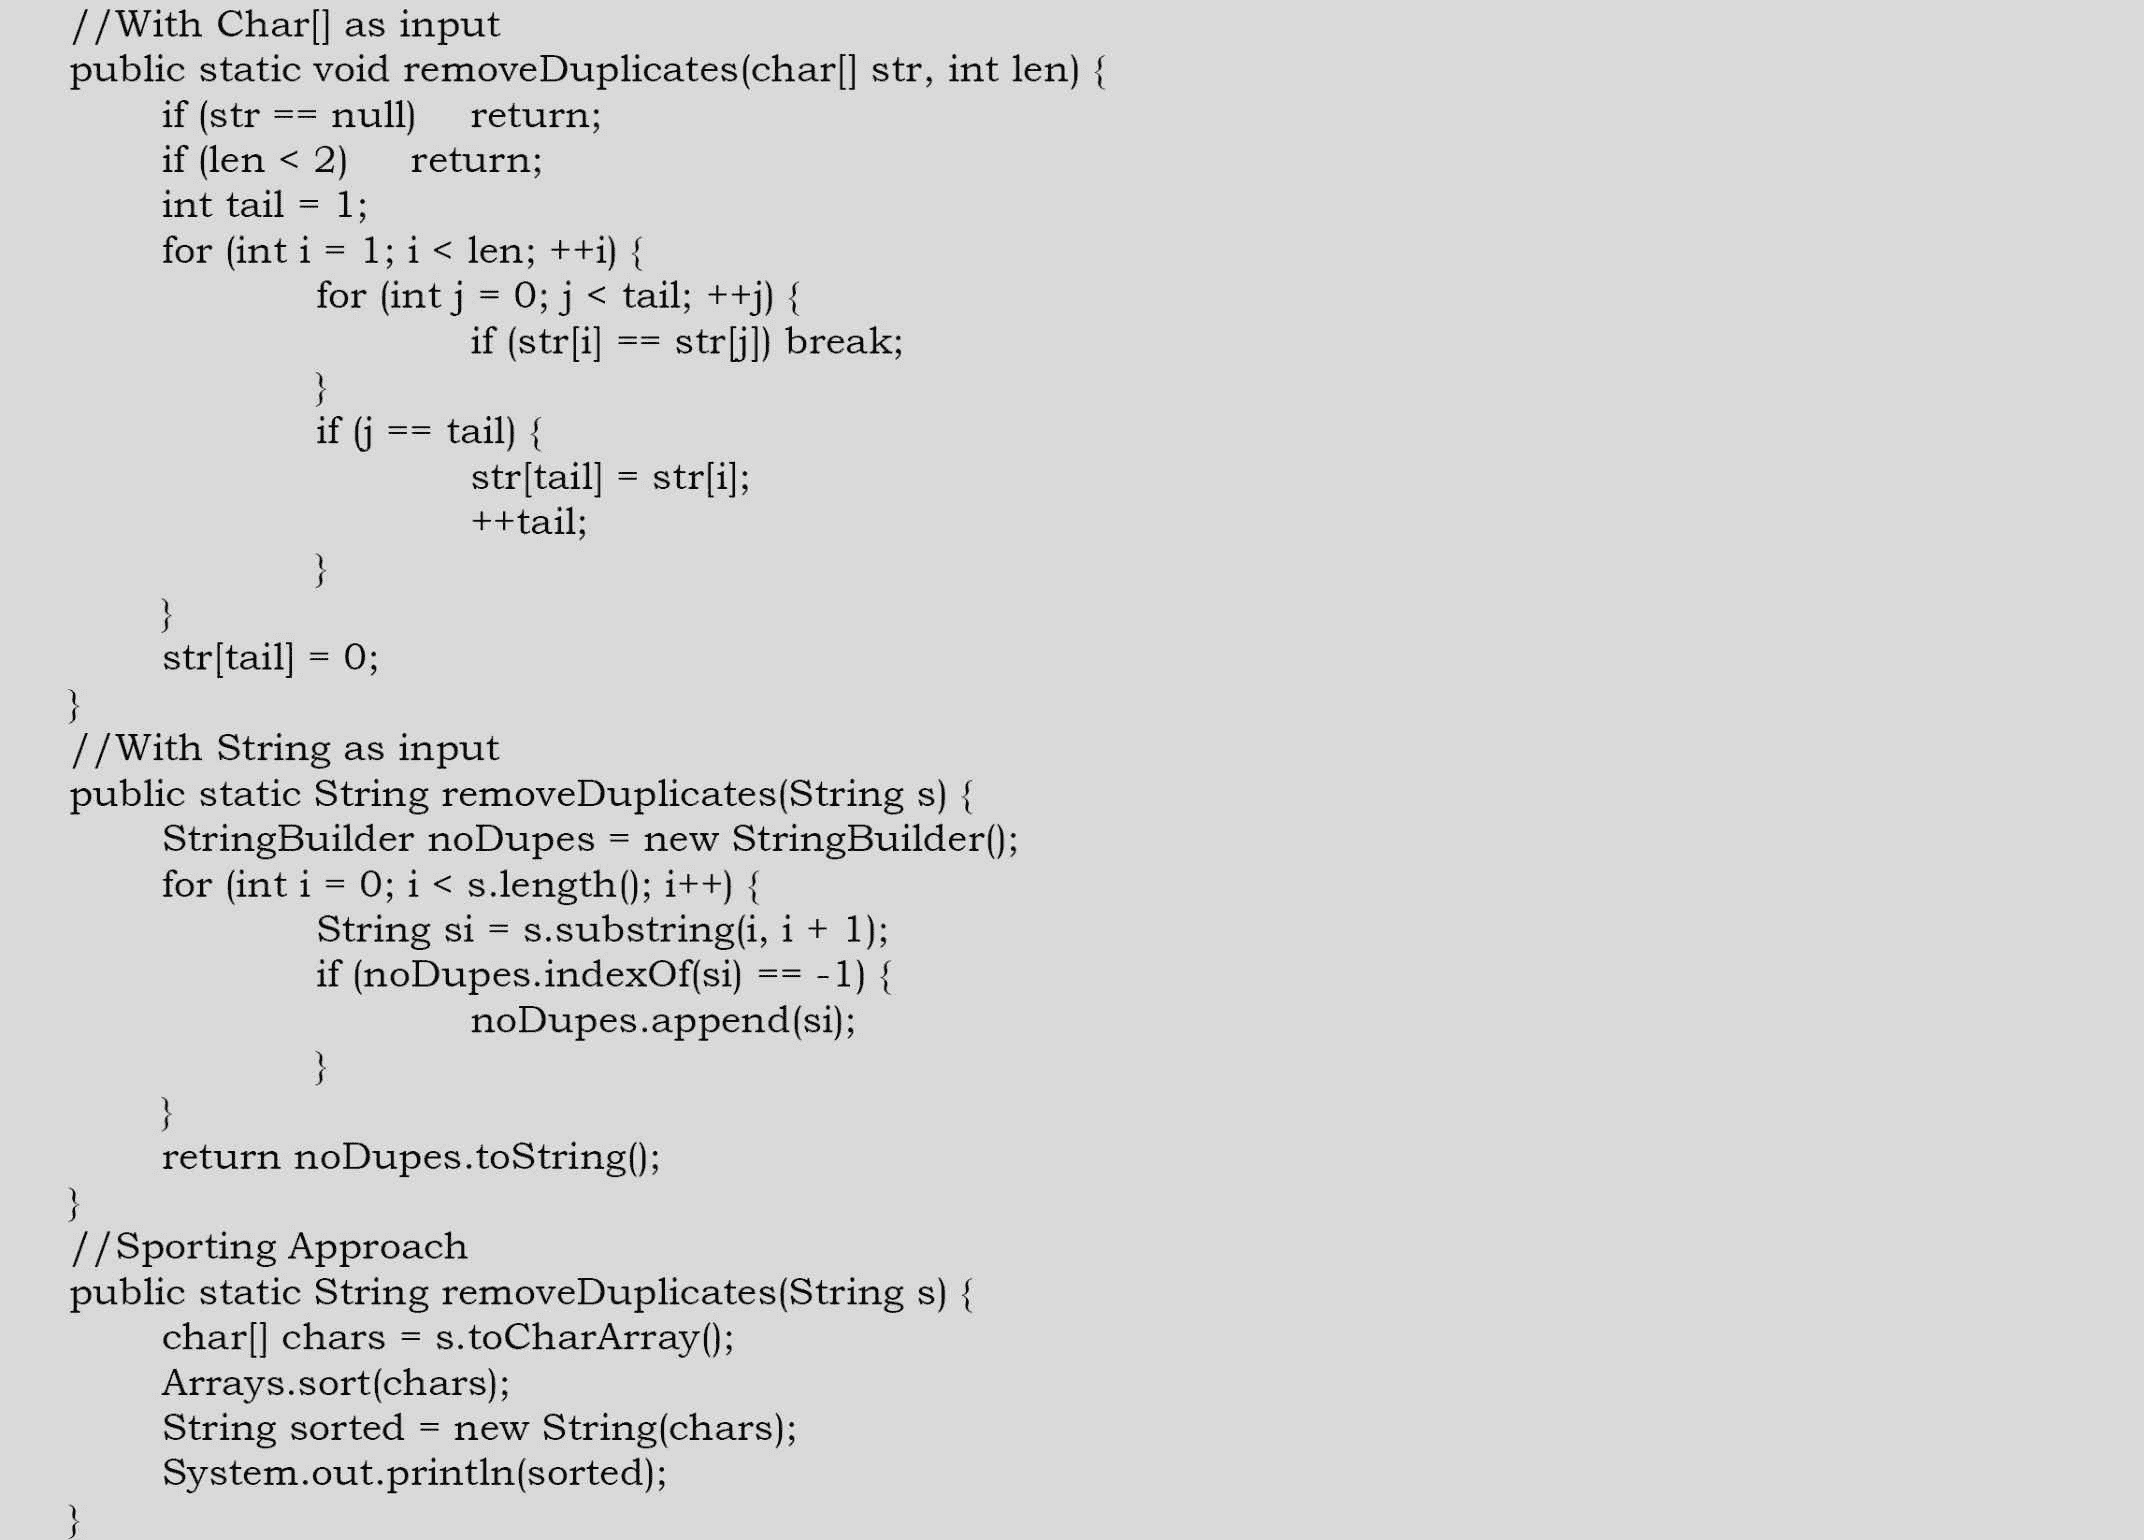 //With Char[] as input
public static void removeDuplicates(char[] str, int len) {
if (str == null) return;
if (len < 2) return;
int tail = 1;
for (int i = 1; i < len; ++i) {
for (int j = 0; j < tail; ++j) {
if (str[i] == str[j]) break;
}
if (j == tail) {
str[tail] = str[i];
++tail;
}
}
str[tail] = 0;
}
//With String as input
public static String removeDuplicates(String s) {
StringBuilder noDupes = new StringBuilder();
for (int i = 0; i < s.length(); i++) {
String si = s.substring(i, i + 1);
if (noDupes.indexOf(si) == -1) {
noDupes.append(si);
}
}
return noDupes.toString();
}
//Sporting Approach
public static String removeDuplicates(String s) {
char[] chars = s.toCharArray();
Arrays.sort(chars);
String sorted = new String(chars);
System.out.println(sorted);
}